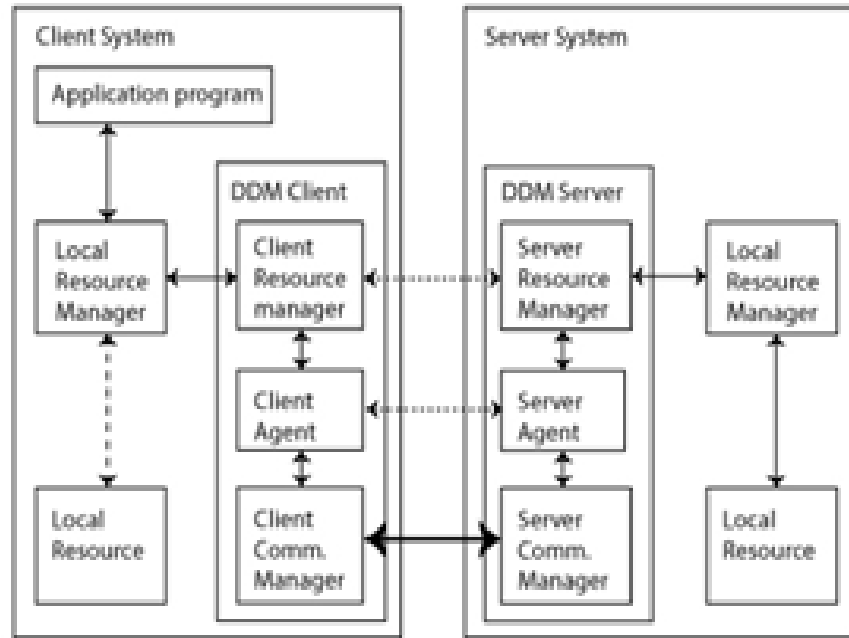 Client System
Application program
DDM Client
Local
Resource
Manager
Client
Resource
manager
Client
Agent
Local
Resource
Client
Comm.
Manager
Server System
DDM Server
Server
Resource
Manager
Local
Resource
Manager
Server
Agent
Server
Comm.
Manager
Local
Resource